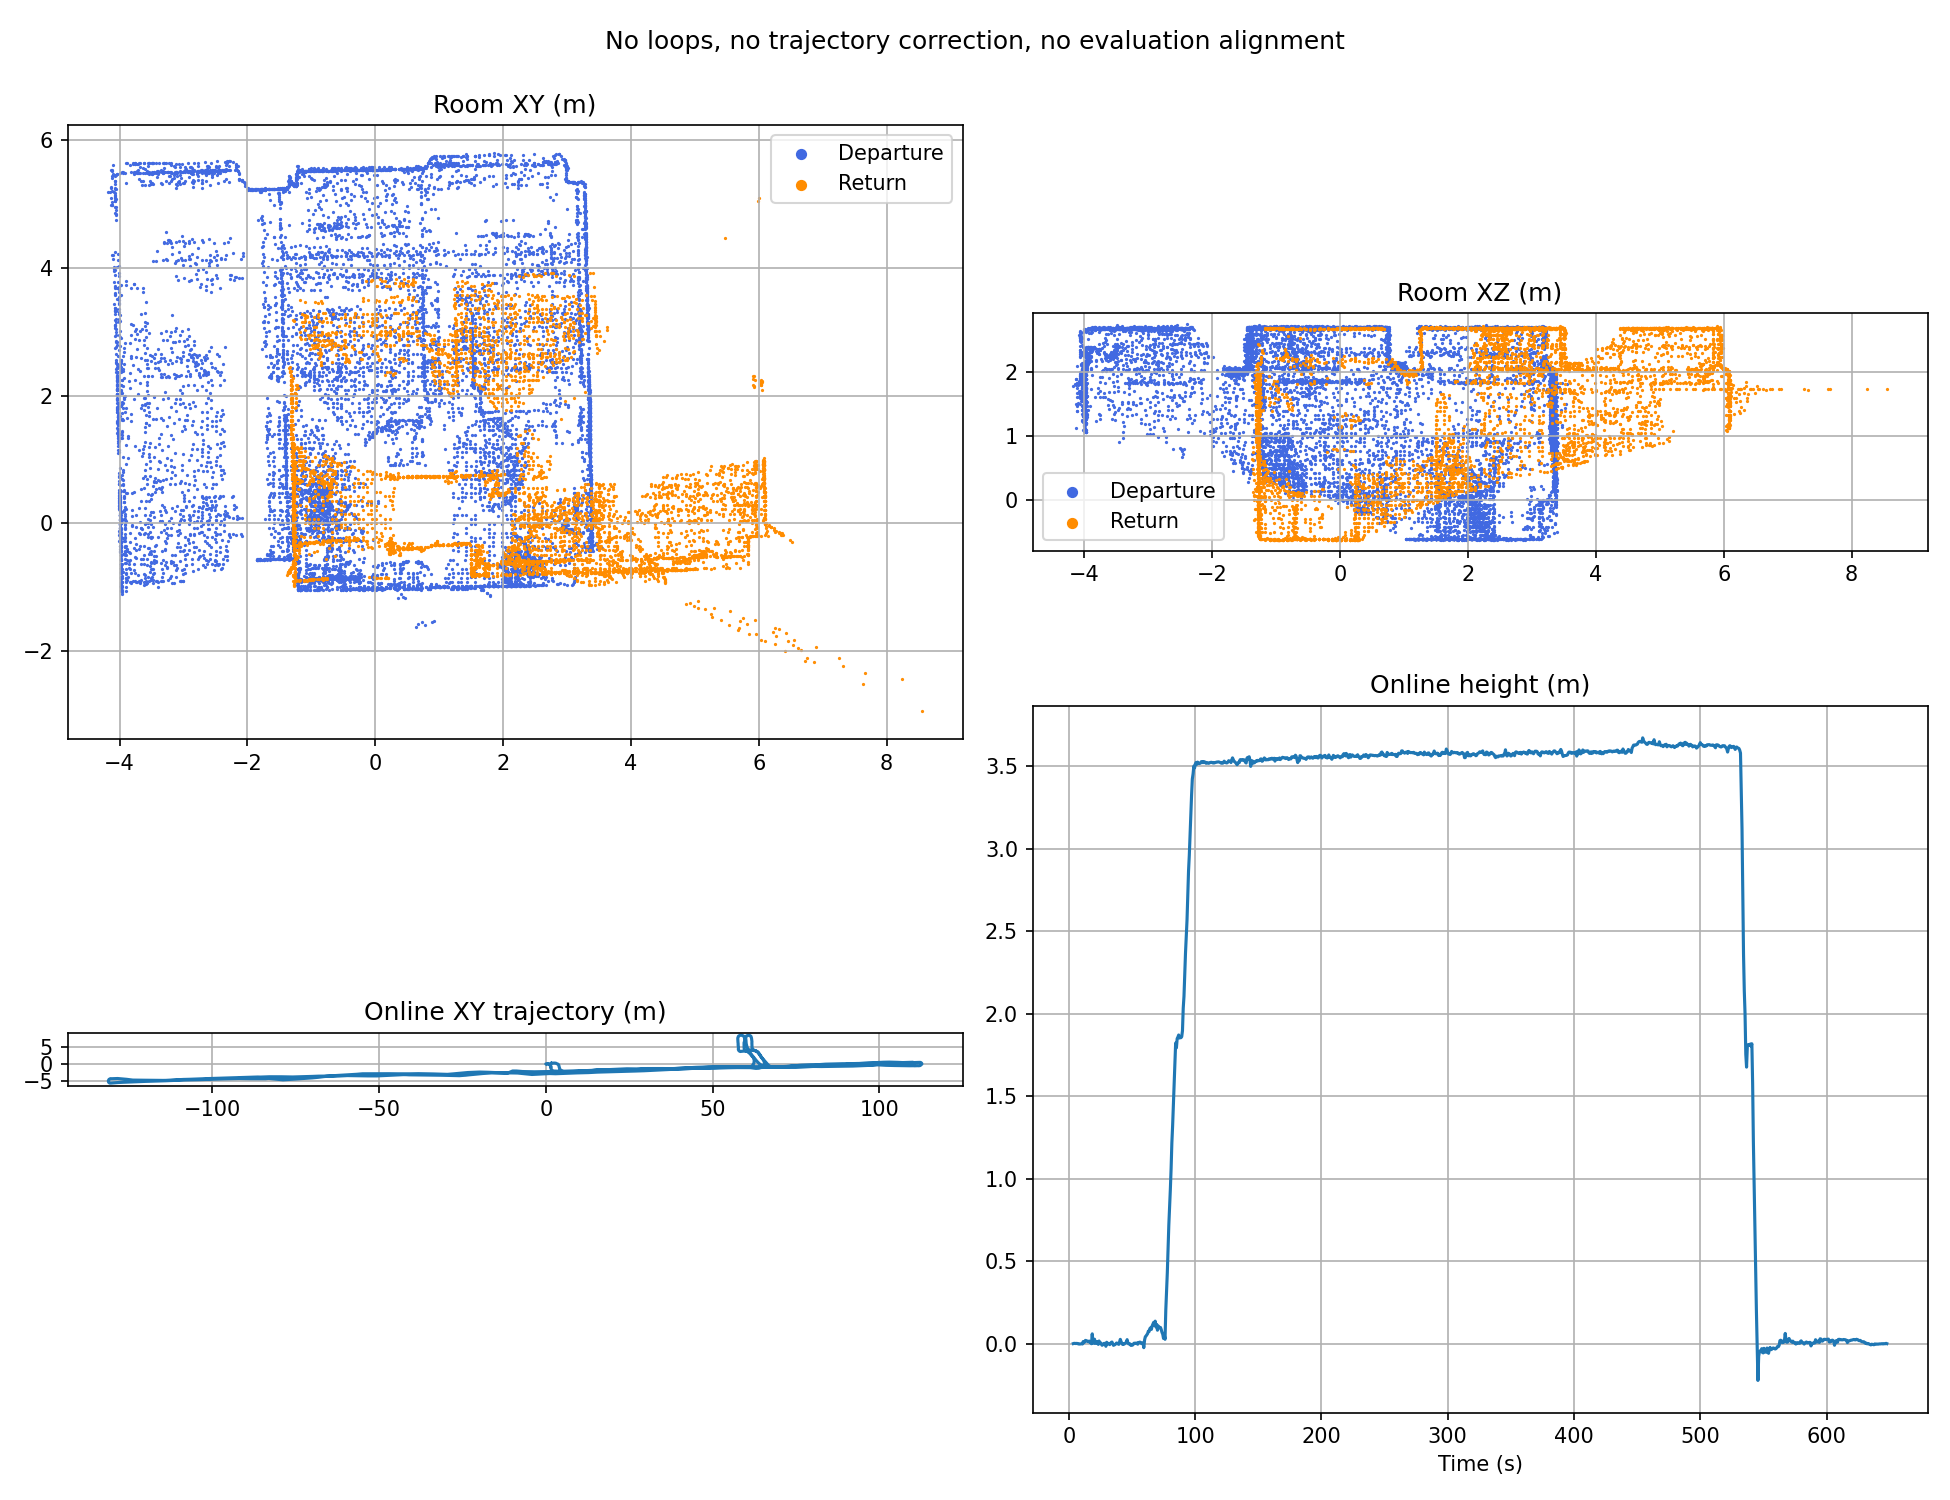 No loops, no trajectory correction, no evaluation alignment
Room XY (m)
Departure
Return
6
4
2
0
−2
−4 −2 0 2 4 6 8
Room XZ (m)
2
1
0
Departure
Return
−4 −2 0 2 4 6 8
Online XY trajectory (m)
5
0
−5
−100 −50 0 50 100
Online height (m)
3.5
3.0
2.5
2.0
1.5
1.0
0.5
0.0
0 100 200 300 400 500 600
Time (s)